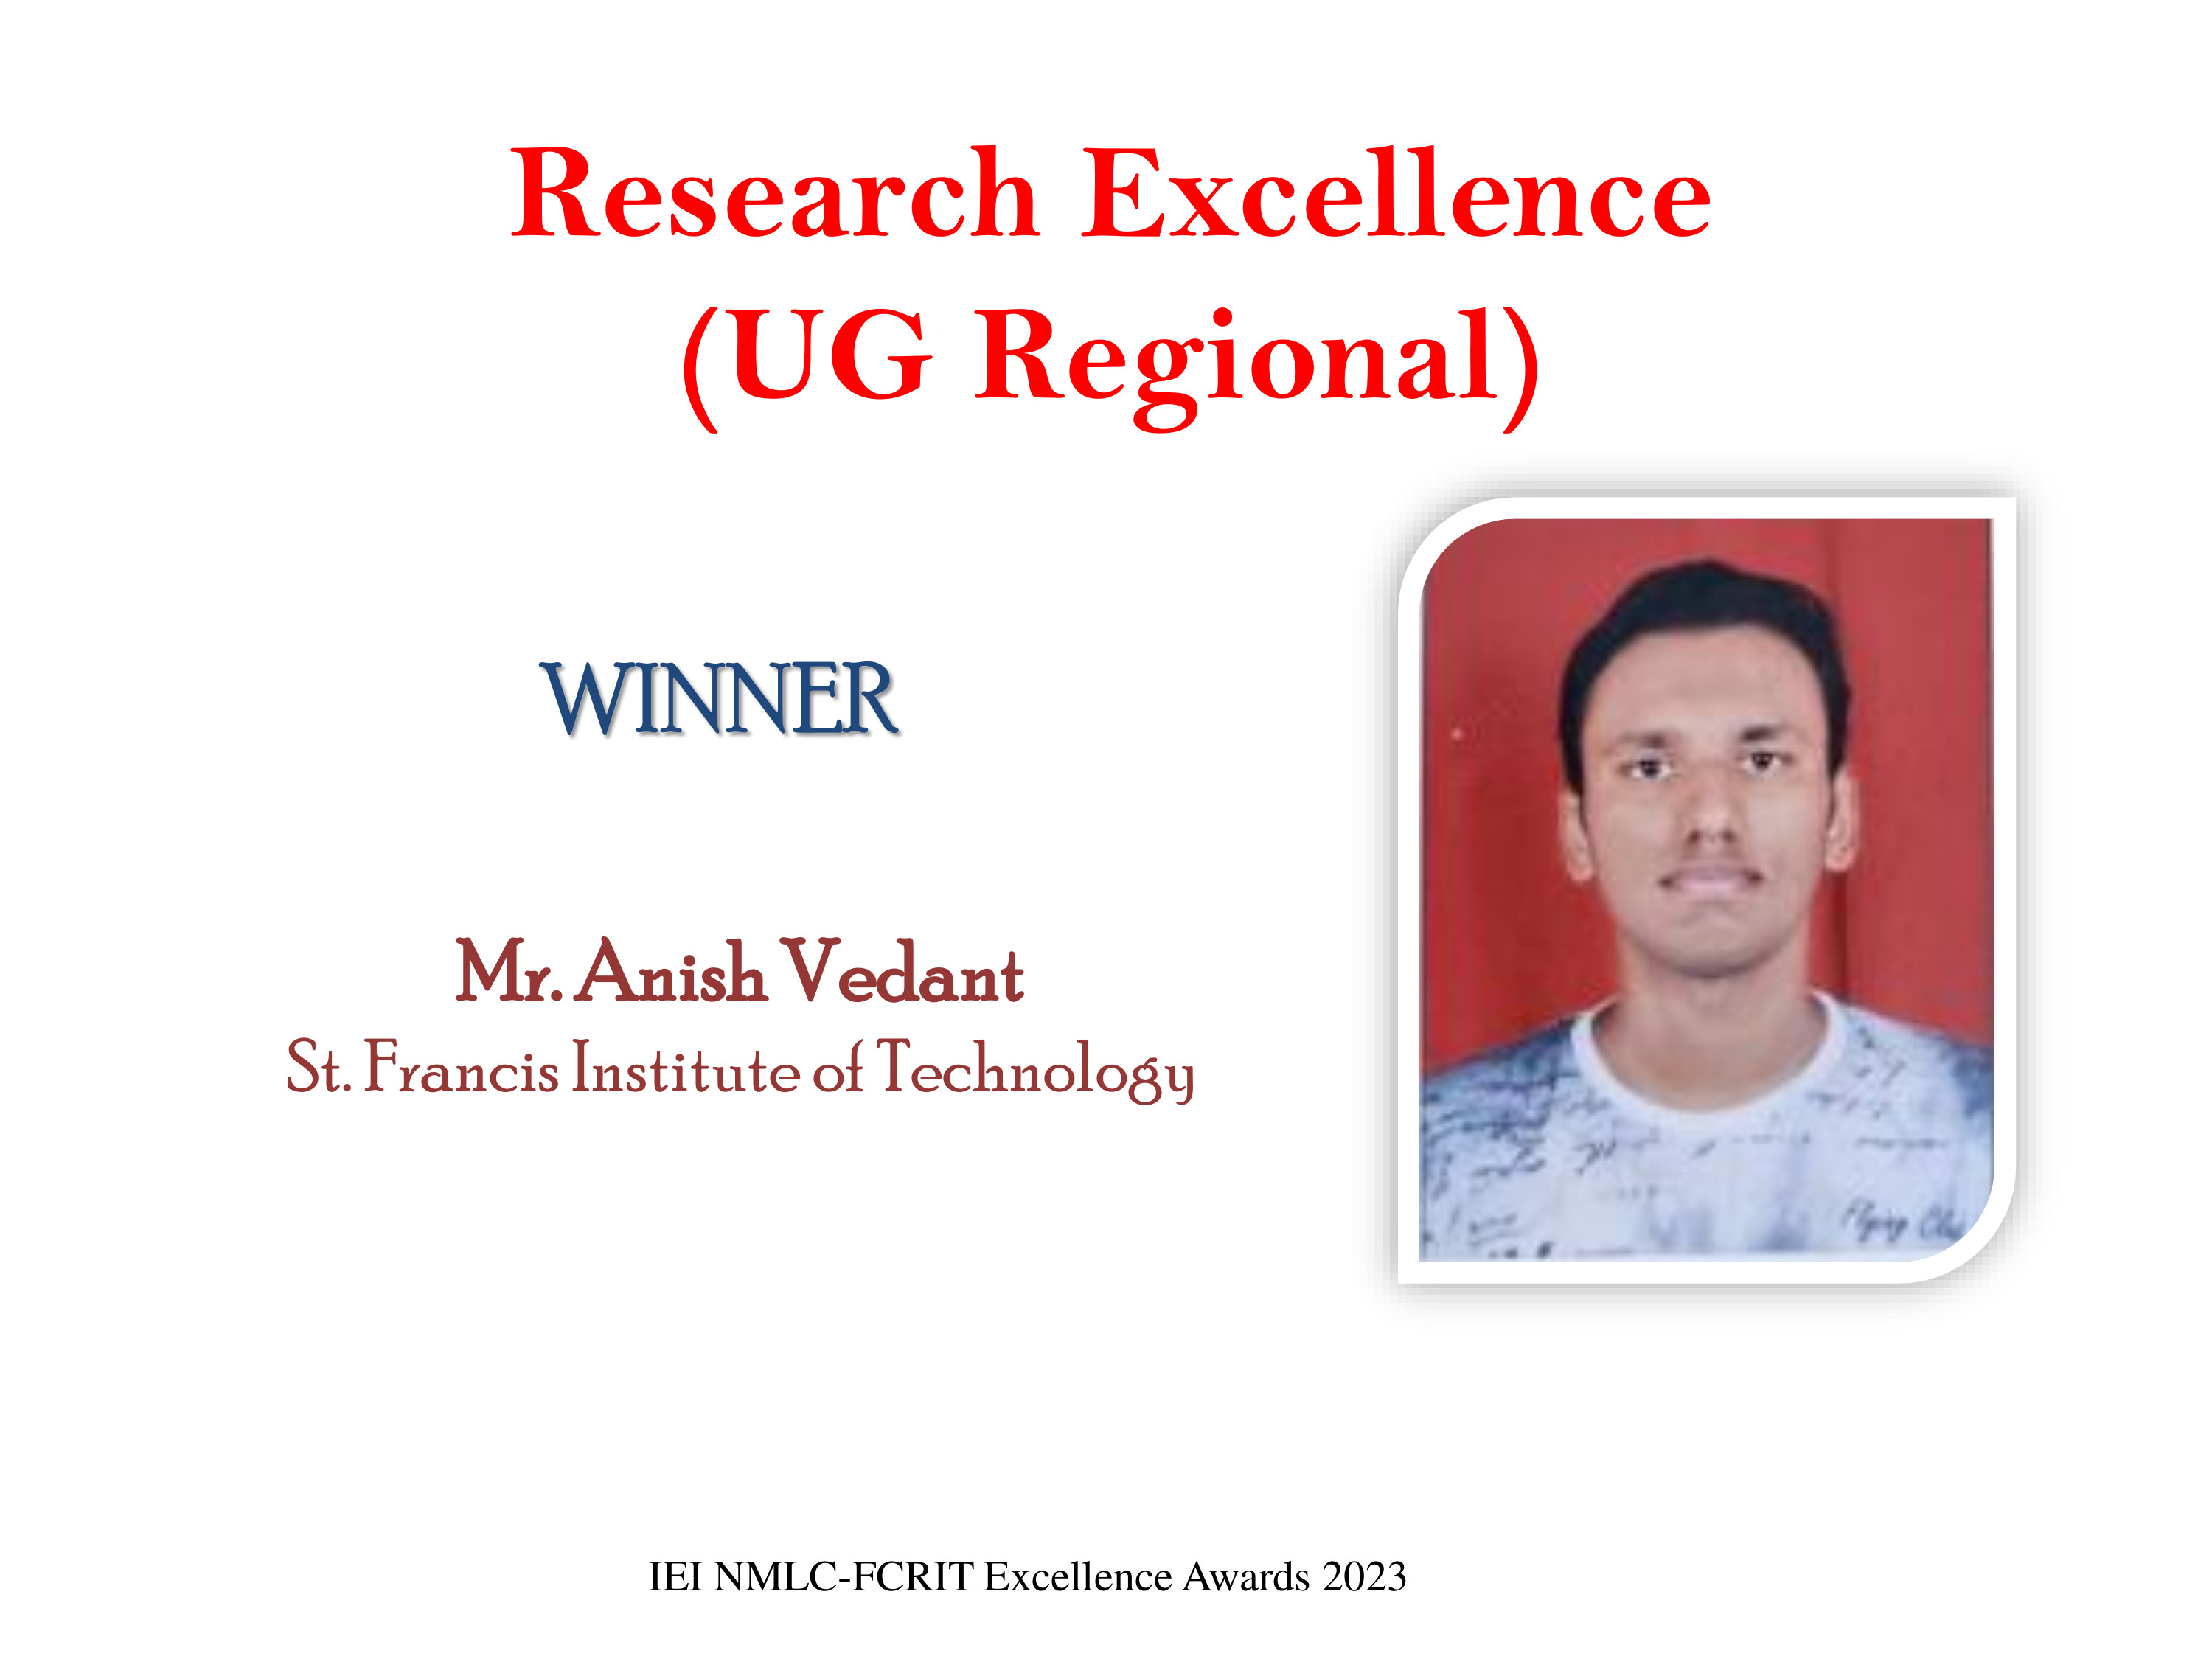 Research Excellence
(UG Regional)
WINNER
Mr. Anish Vedant
St. Francis Institute of Technology
Flying
IEI NMLC-FCRIT Excellence Awards 2023